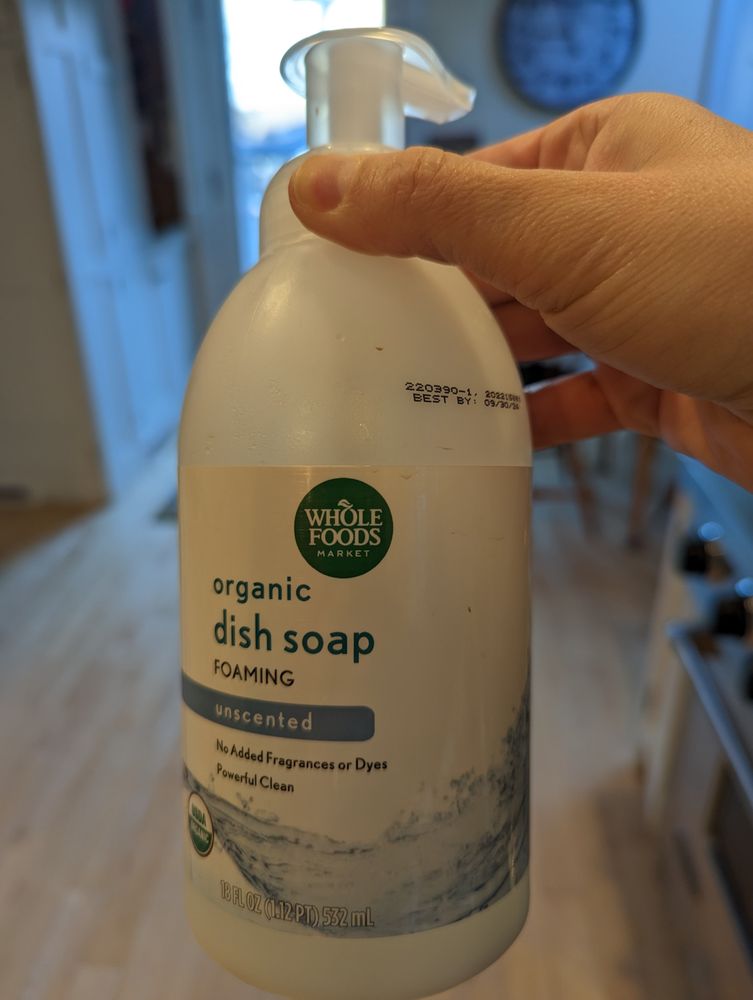 220390-1,
BEST BY: 09/30/24
WHOLE
FOODS
MARKET
organic
dish soap
FOAMING
unscented
No Added Fragrances or Dyes
Powerful Clean
USDA
ORGANIC
18 FL OZ (1.12 PT) 532 mL